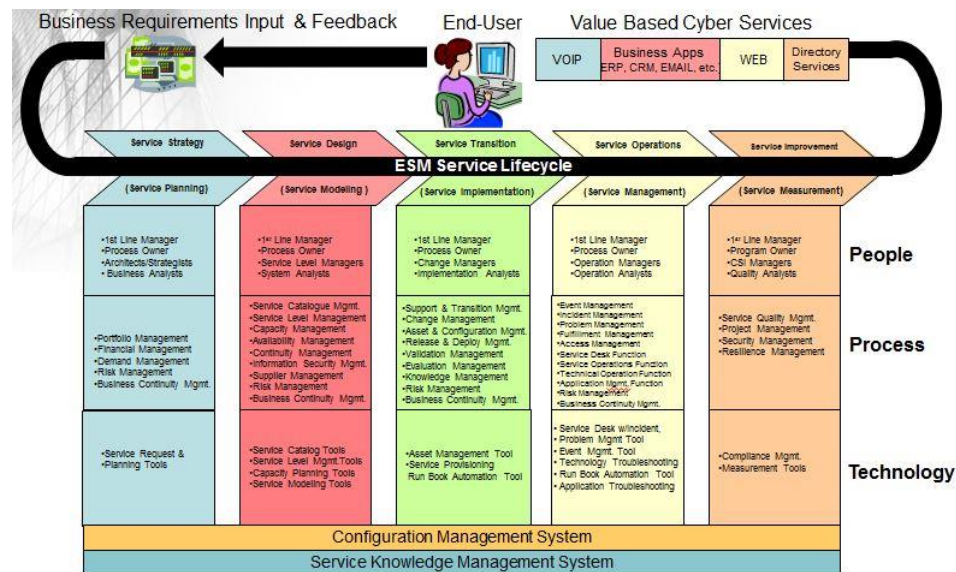 Business Requirements Input & Feedback
End-User
Value Based Cyber Services
VOIP
Business Apps
ERP, CRM, EMAIL, etc.)
WEB
Directory
Services
Service Strategy
Service Design
Service Transition
Service Operations
Service Improvement
ESM Service Lifecycle
(Service Planning)
(Service Modeling )
(Service Implementation)
(Service Management)
(Service Measurement)
•1st Line Manager
•Process Owner
•Architects/Strategists
• Business Analysts
•1st Line Manager
•Process Owner
•Service Level Managers
•System Analysts
•1st Line Manager
•Process Owner
•Change Managers
•Implementation Analysts
•1st Line Manager
•Process Owner
•Operation Managers
•Operation Analysts
•1st Line Manager
•Program Owner
•CSI Managers
•Quality Analysts
People
•Portfolio Management
•Financial Management
•Demand Management
•Risk Management
•Business Continuity Mgmt.
•Service Catalogue Mgmt.
•Service Level Management
•Capacity Management
•Availability Management
•Continuity Management
•Information Security Mgmt.
•Supplier Management
•Risk Management
•Business Continuity Mgmt.
•Support & Transition Mgmt.
•Change Management
•Asset & Configuration Mgmt.
•Release & Deploy Mgmt.
•Validation Management
•Evaluation Management
•Knowledge Management
•Risk Management
•Business Continuity Mgmt.
•Event Management
•Incident Management
•Problem Management
•Fulfillment Management
•Access Management
•Service Desk Function
•Service Operations Function
•Technical Operation Function
•Application Mgmt. Function
•Risk Management
•Business Continuity Mgmt.
•Service Quality Mgmt.
•Project Management
•Security Management
•Resilience Management
Process
•Service Request &
•Planning Tools
•Service Catalog Tools
•Service Level Mgmt.Tools
•Capacity Planning Tools
•Service Modeling Tools
•Asset Management Tool
•Service Provisioning
Run Book Automation Tool
• Service Desk w/incident,
• Problem Mgmt Tool
• Event Mgmt. Tool
• Technology Troubleshooting
• Run Book Automation Tool
• Application Troubleshooting
•Compliance Mgmt.
•Measurement Tools
Technology
Configuration Management System
Service Knowledge Management System